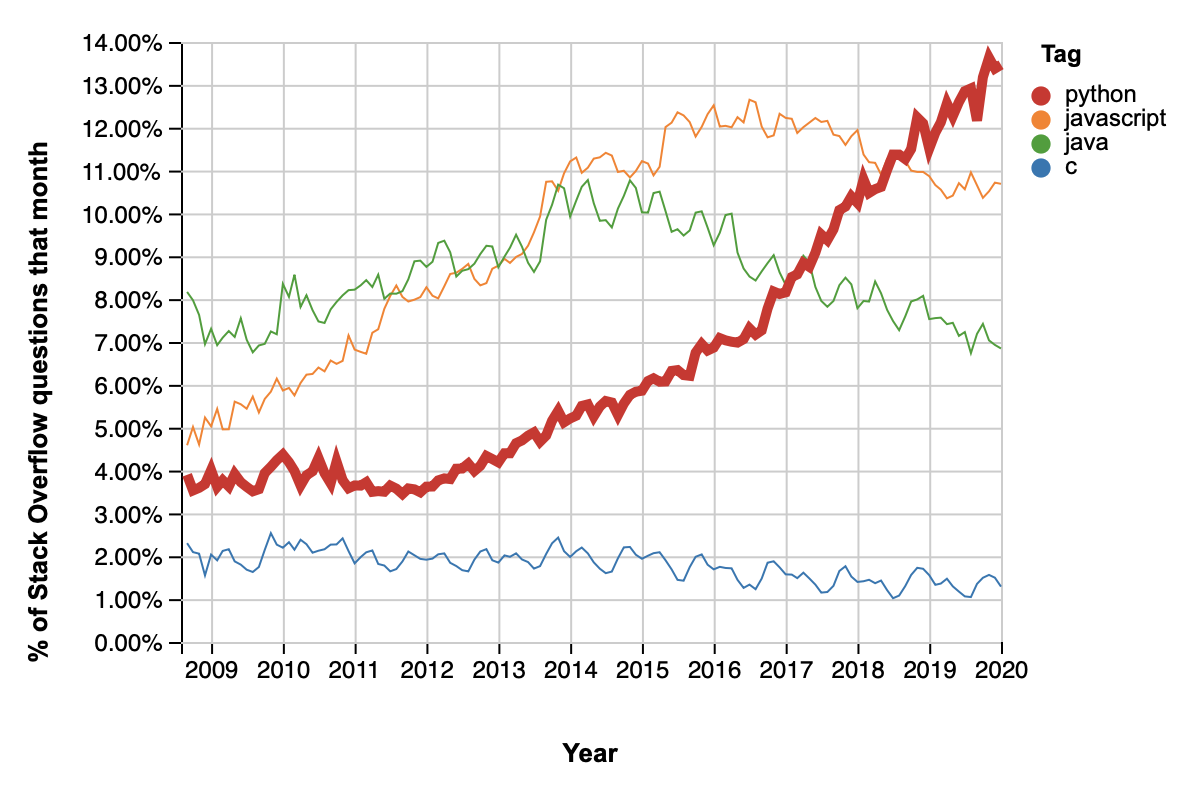 14.00%
13.00%
12.00%
11.00%
10.00%
9.00%
8.00%
7.00%
6.00%
5.00%
4.00%
3.00%
2.00%
1.00%
0.00%
% of Stack Overflow questions that month
2009 2010 2011 2012 2013 2014 2015 2016 2017 2018 2019 2020
Year
Tag
python
javascript
java
c